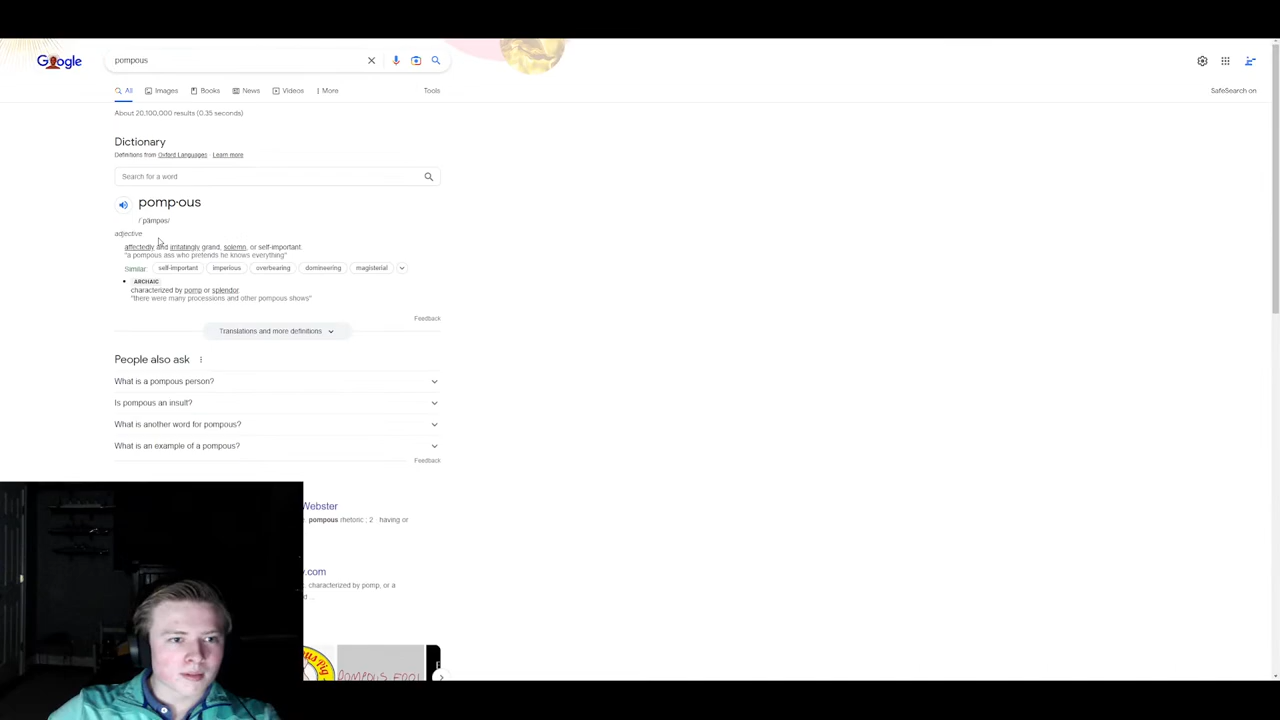 Google
pompous
All Images Books News Videos More Tools
SafeSearch on
About 20,100,000 results (0.35 seconds)
Dictionary
Definitions from Oxford Languages Learn more
Search for a word
pomp·ous
/ˈpämpəs/
adjective
affectedly and irritatingly grand, solemn, or self-important.
"a pompous ass who pretends he knows everything"
Similar: self-important imperious overbearing domineering magisterial
ARCHAIC
characterized by pomp or splendor.
"there were many processions and other pompous shows"
Feedback
Translations and more definitions
People also ask
What is a pompous person?
Is pompous an insult?
What is another word for pompous?
What is an example of a pompous?
Feedback
Webster
pompous rhetoric ; 2 having or
y.com
characterized by pomp, or a
...
POMPOUS FOOL